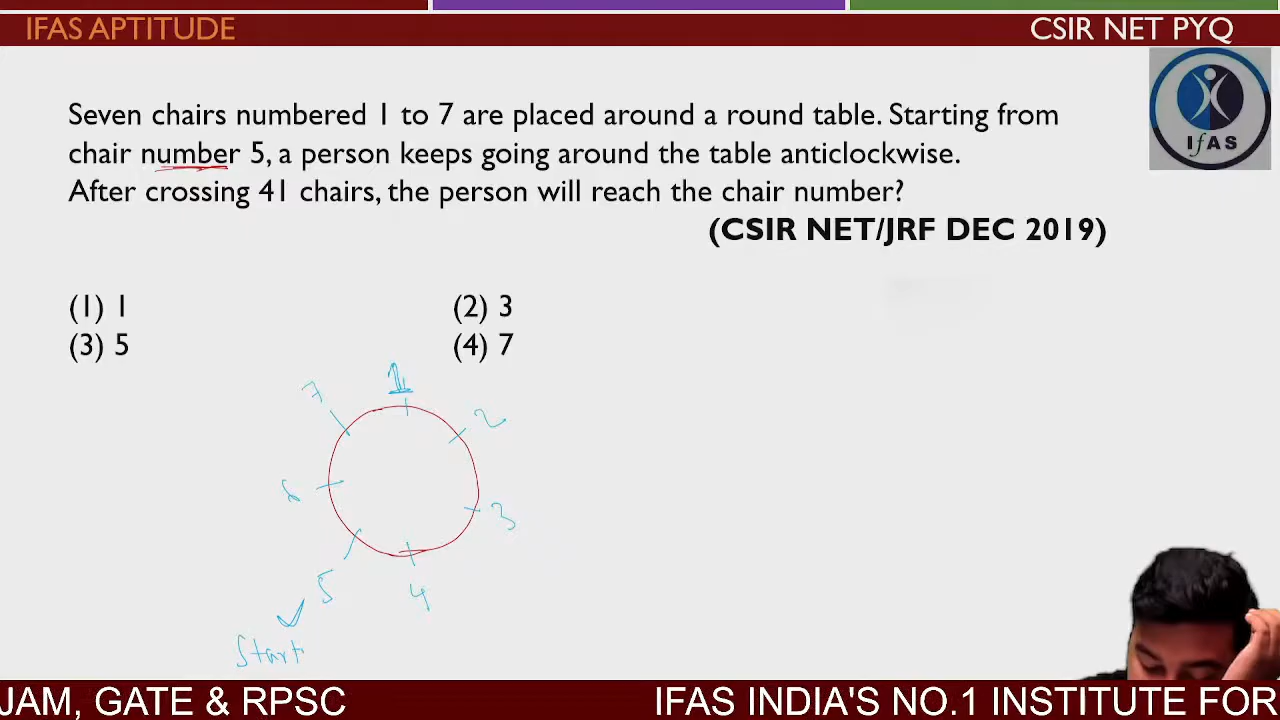 IFAS APTITUDE
CSIR NET PYQ
IfAS
Seven chairs numbered 1 to 7 are placed around a round table. Starting from
chair number 5, a person keeps going around the table anticlockwise.
After crossing 41 chairs, the person will reach the chair number?
(CSIR NET/JRF DEC 2019)
(1) 1
(2) 3
(3) 5
(4) 7
1
7
2
6
3
5
4
Start
JAM, GATE & RPSC
IFAS INDIA'S NO.1 INSTITUTE FOR